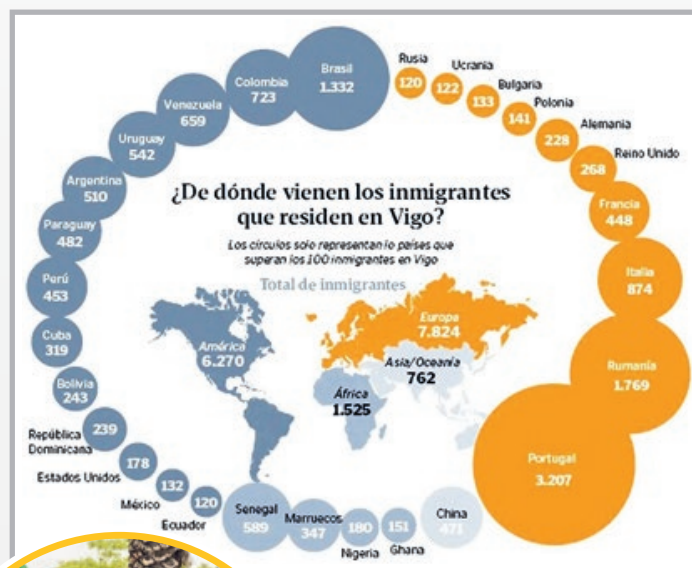 ¿De dónde vienen los inmigrantes
que residen en Vigo?
Los círculos solo representan lo países que
superan los 100 inmigrantes en Vigo
Total de inmigrantes
América
6.270
Europa
7.824
Asia/Oceanía
762
África
1.525
Brasil
1.332
Colombia
723
Venezuela
659
Uruguay
542
Argentina
510
Paraguay
482
Perú
453
Cuba
319
Bolivia
243
República
Dominicana
239
Estados Unidos
178
México
132
Ecuador
120
Senegal
589
Marruecos
347
Nigeria
180
Ghana
151
China
471
Rusia
120
Ucrania
122
Bulgaria
133
Polonia
141
Alemania
228
Reino Unido
268
Francia
448
Italia
874
Rumanía
1.769
Portugal
3.207